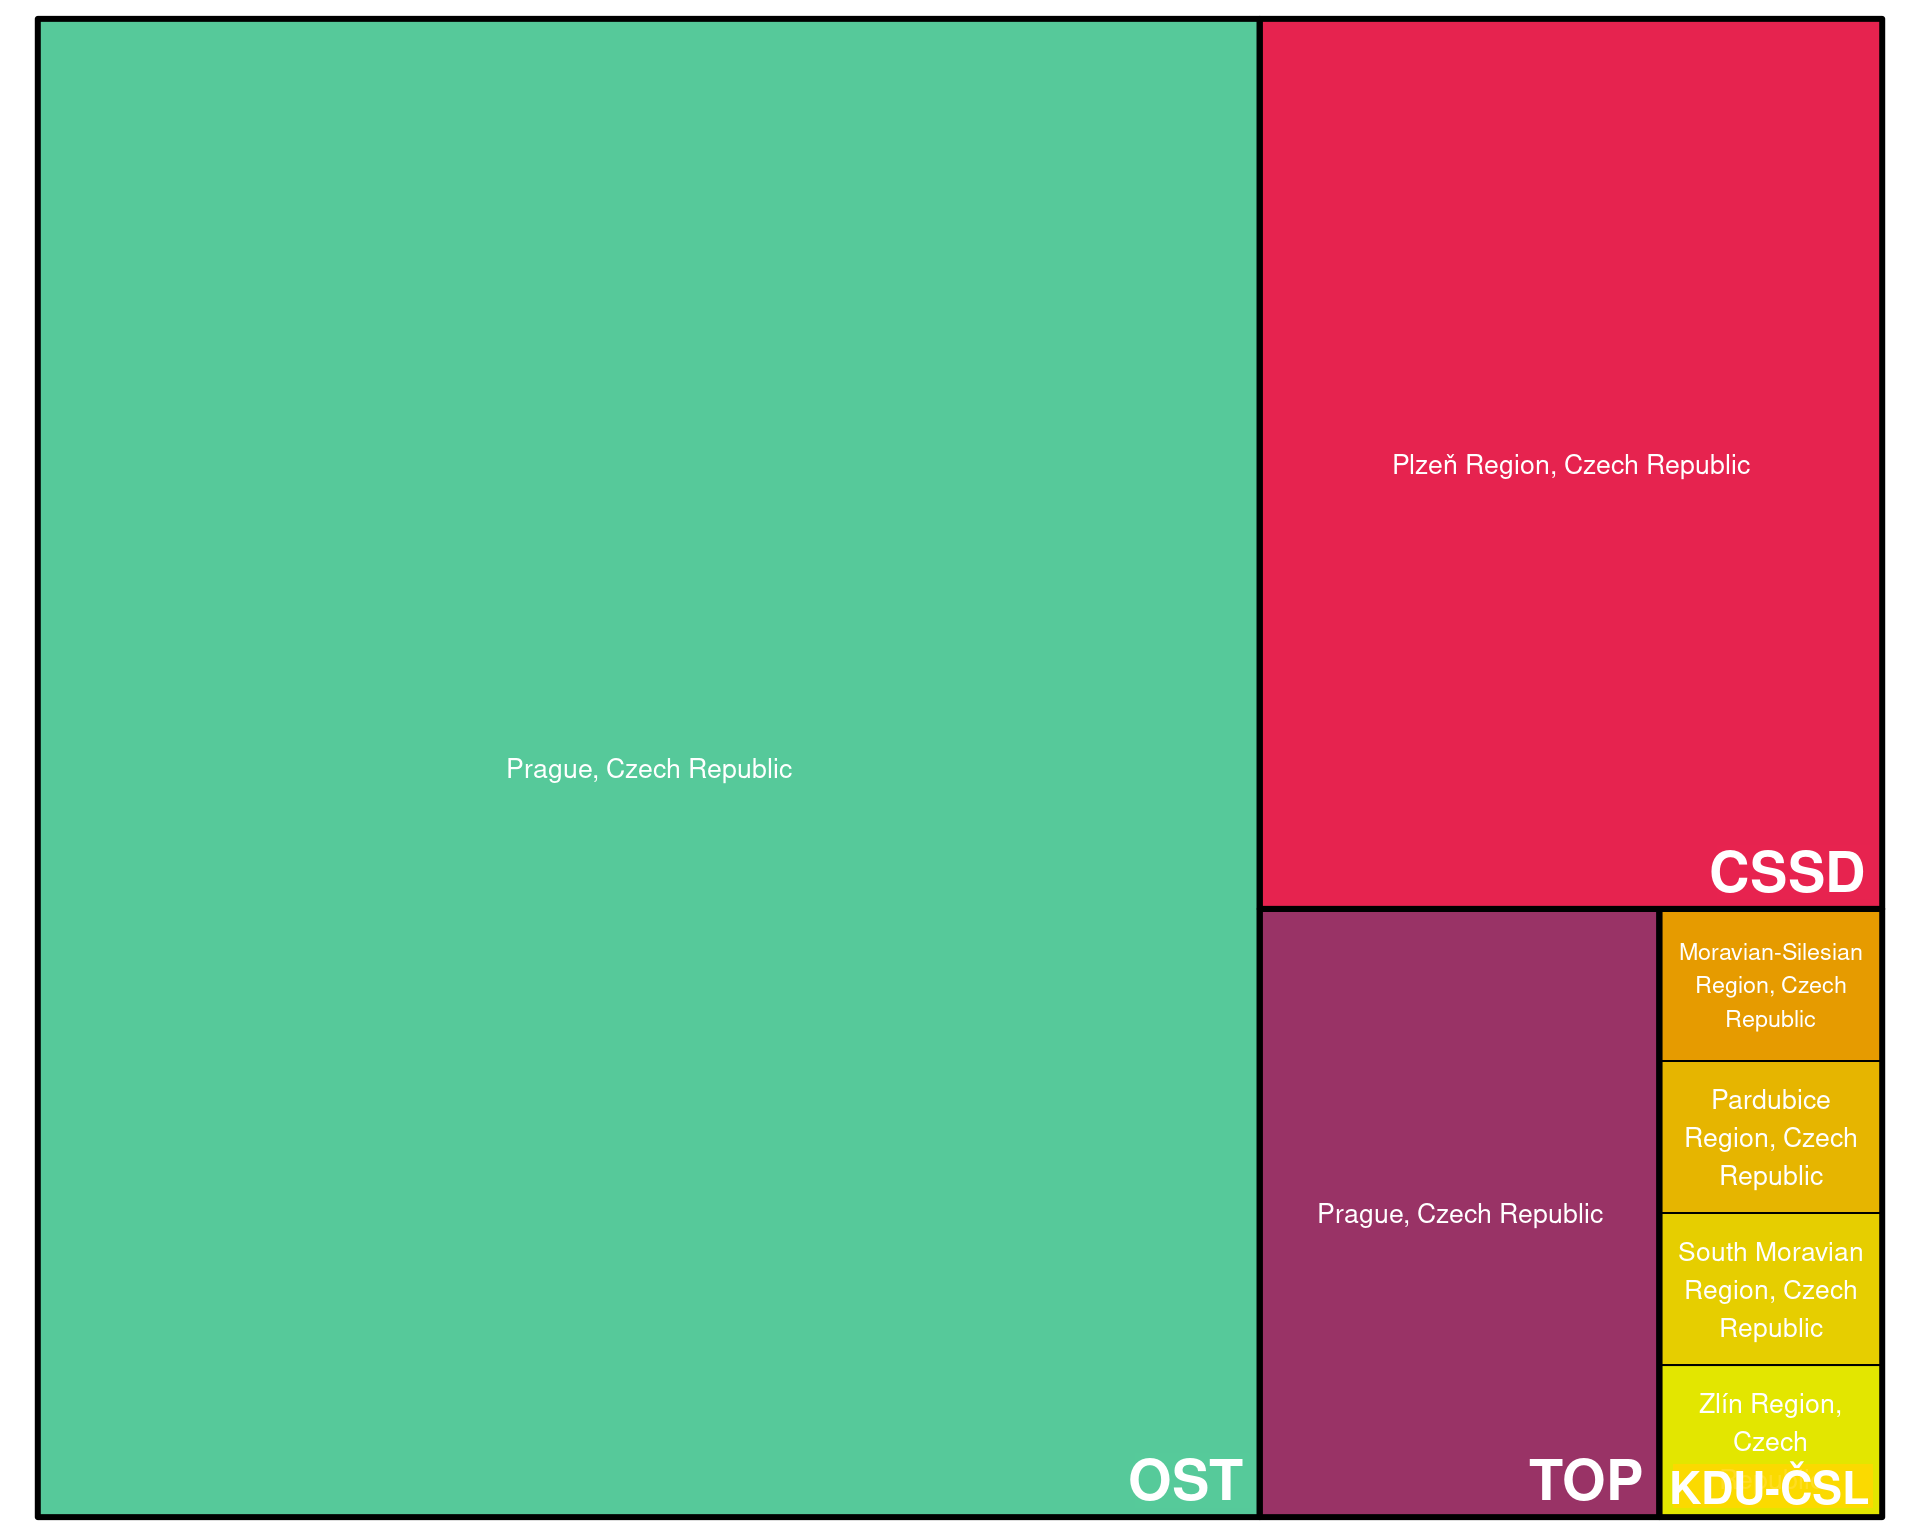 Prague, Czech Republic
OST
Plzeň Region, Czech Republic
CSSD
Prague, Czech Republic
TOP
Moravian-Silesian
Region, Czech
Republic
Pardubice
Region, Czech
Republic
South Moravian
Region, Czech
Republic
Zlín Region,
Czech
KDU-ČSL